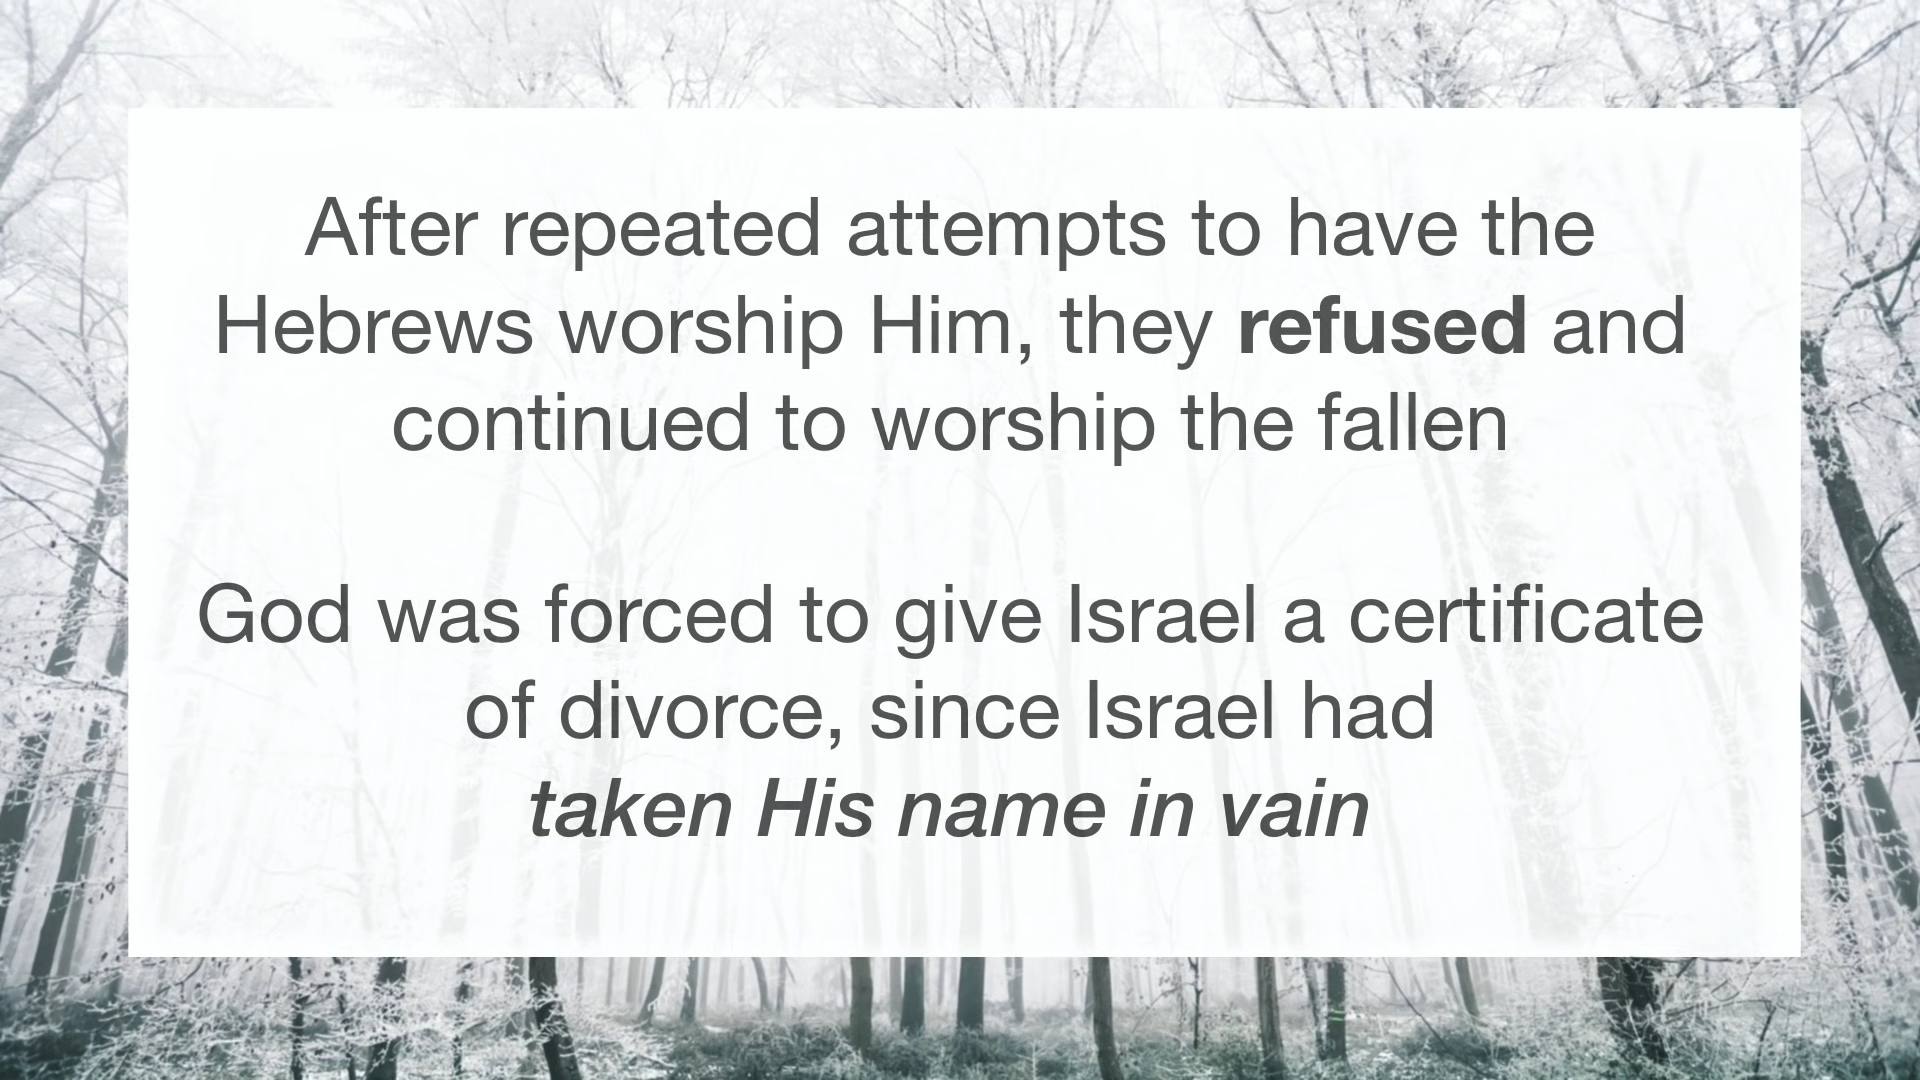 After repeated attempts to have the
Hebrews worship Him, they refused and
continued to worship the fallen
God was forced to give Israel a certificate
of divorce, since Israel had
taken His name in vain